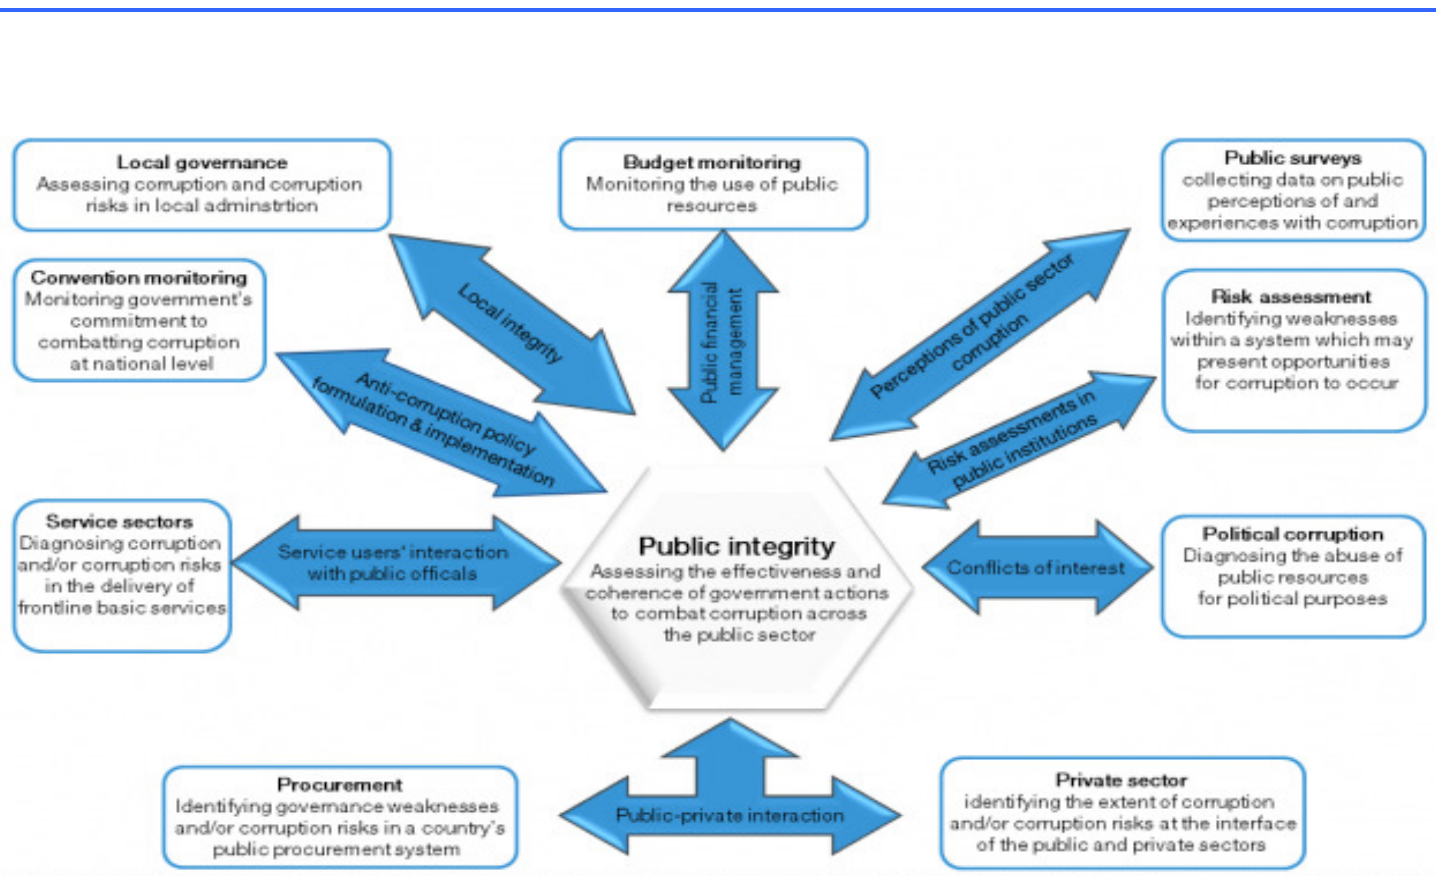 Local governance
Assessing corruption and corruption
risks in local adminstrtion
Budget monitoring
Monitoring the use of public
resources
Public surveys
collecting data on public
perceptions of and
experiences with corruption
Convention monitoring
Monitoring government's
commitment to
combatting corruption
at national level
Risk assessment
Identifying weaknesses
within a system which may
present opportunities
for corruption to occur
Local integrity
Public financial
management
Perceptions of public sector
corruption
Anti-corruption policy
formulation & implementation
Risk assessments in
public institutions
Service sectors
Diagnosing corruption
and/or corruption risks
in the delivery of
frontline basic services
Service users' interaction
with public officals
Public integrity
Assessing the effectiveness and
coherence of government actions
to combat corruption across
the public sector
Conflicts of interest
Political corruption
Diagnosing the abuse of
public resources
for political purposes
Procurement
Identifying governance weaknesses
and/or corruption risks in a country's
public procurement system
Public-private interaction
Private sector
identifying the extent of corruption
and/or corruption risks at the interface
of the public and private sectors